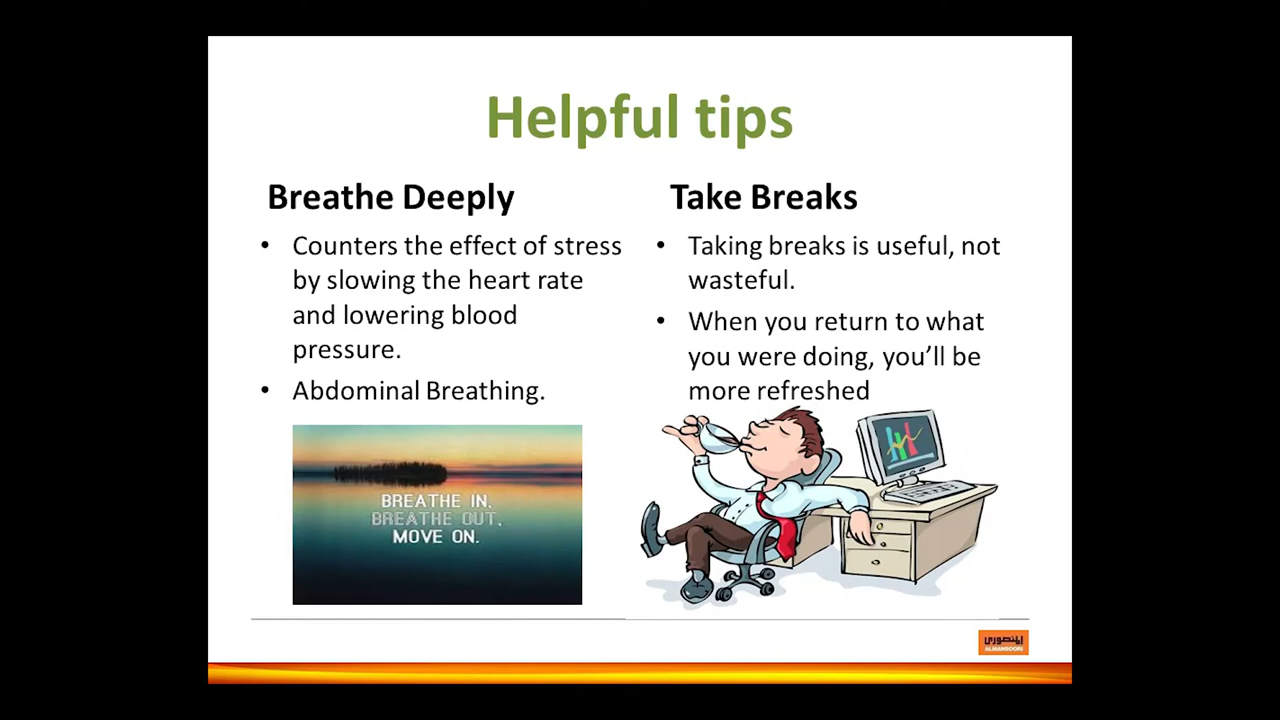 Helpful tips
Breathe Deeply
• Counters the effect of stress
by slowing the heart rate
and lowering blood
pressure.
• Abdominal Breathing.
BREATHE IN,
BREATHE OUT,
MOVE ON.
Take Breaks
• Taking breaks is useful, not
wasteful.
• When you return to what
you were doing, you’ll be
more refreshed
المنصوري
ALMANSOORI